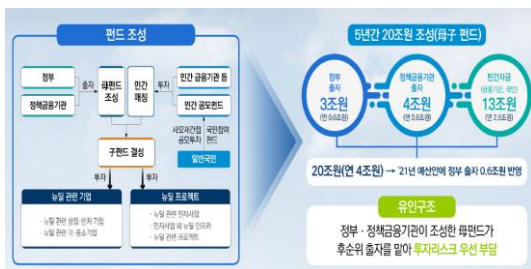 펀드 조성
정부
정책금융기관
출자
母펀드
조성
민간
매칭
민간 금융기관 등
민간 공모펀드
출자
사모재간접
공모투자
국민참여
펀드
일반국민
子펀드 결성
투자
투자
뉴딜 관련 기업
- 뉴딜 관련 창업·벤처 기업
- 뉴딜 관련 中·중소기업
뉴딜 프로젝트
- 뉴딜 관련 민자사업
- 민자사업 외 뉴딜 인프라
- 뉴딜 관련 프로젝트
5년간 20조원 조성(母子 펀드)
정부
출자
3조원
(연 0.6조원)
정책금융기관
출자
4조원
(연 0.8조원)
민간자금
(금융기관, 국민)
13조원
(연 2.6조원)
20조원(연 4조원) → '21년 예산안에 정부 출자 0.6조원 반영
유인구조
정부·정책금융기관이 조성한 母펀드가
후순위 출자를 맡아 투자리스크 우선 부담